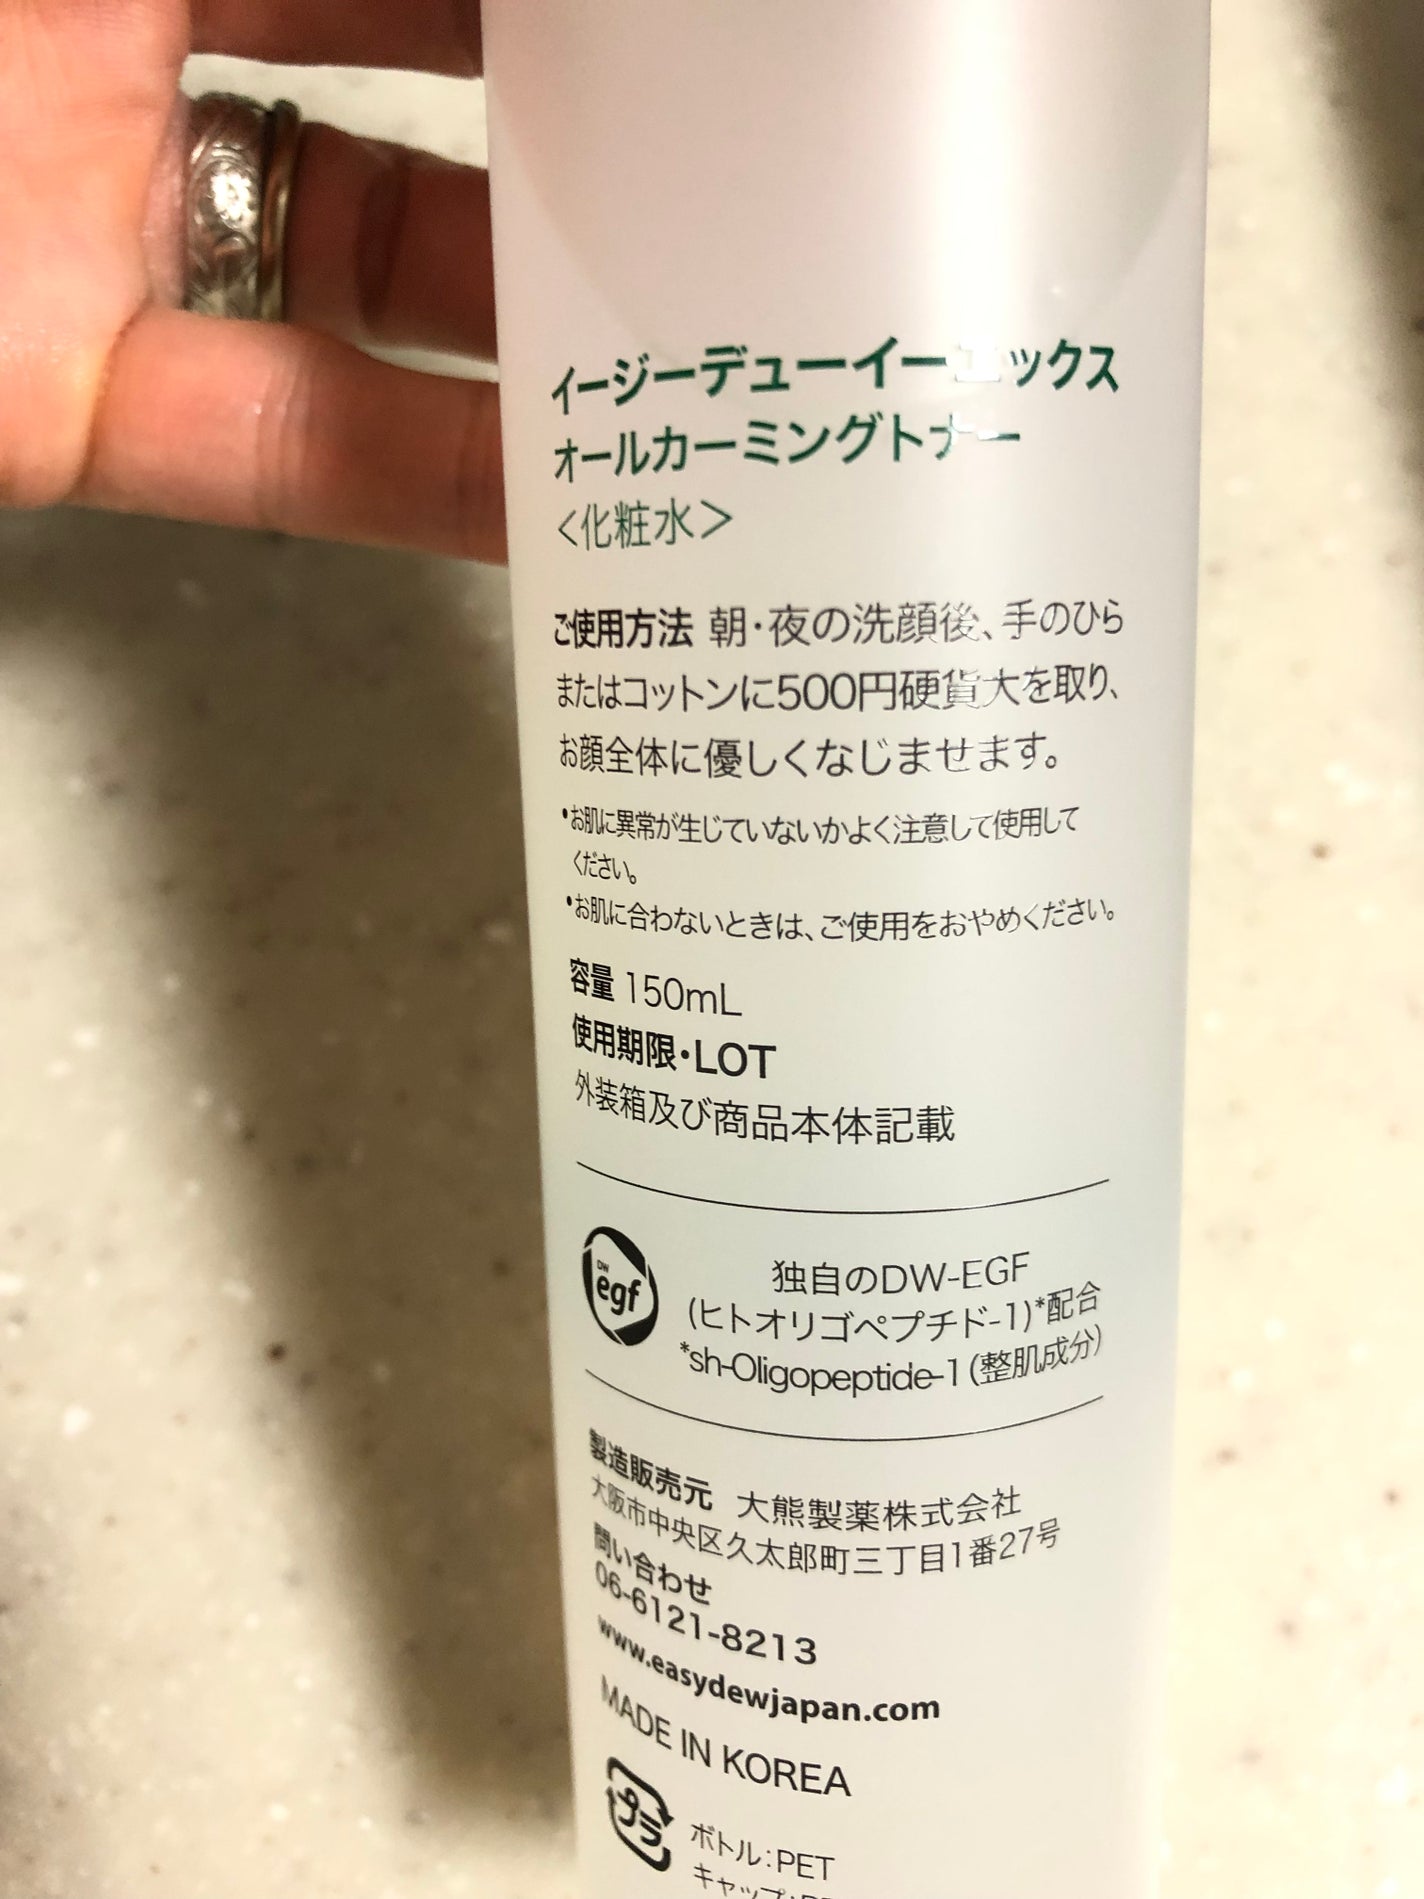 イージーデューイーエックス
オールカーミングトナー
＜化粧水＞
ご使用方法 朝・夜の洗顔後、手のひら
またはコットンに500円硬貨大を取り、
お顔全体に優しくなじませます。
•お肌に異常が生じていないかよく注意して使用して
ください。
•お肌に合わないときは、ご使用をおやめください。
容量 150mL
使用期限・LOT
外装箱及び商品本体記載
DW
egf
独自のDW-EGF
(ヒトオリゴペプチド-1)*配合
*sh-Oligopeptide-1(整肌成分)
製造販売元 大熊製薬株式会社
大阪市中央区久太郎町三丁目1番27号
問い合わせ
06-6121-8213
www.easydewjapan.com
MADE IN KOREA
プラ
ボトル：PET
キャップ：